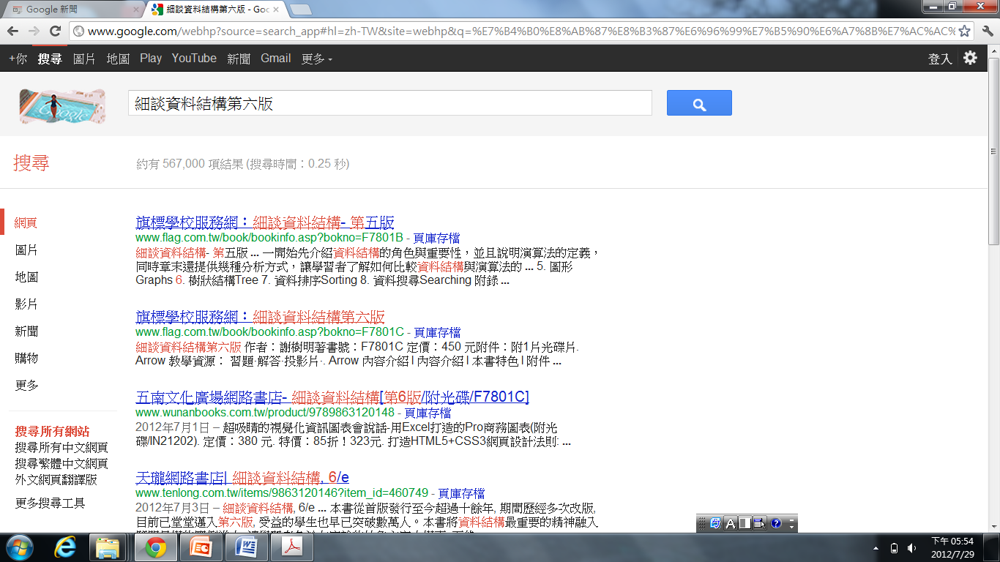 Google 新聞
細談資料結構第六版 - Goo
www.google.com/webhp?source=search_app#hl=zh-TW&site=webhp&q=%E7%B4%B0%E8%AB%87%E8%B3%87%E6%96%99%E7%B5%90%E6%A7%8B%E7%AC%AC%
+你 搜尋 圖片 地圖 Play YouTube 新聞 Gmail 更多
登入
Google
細談資料結構第六版
搜尋
約有 567,000 項結果 (搜尋時間：0.25 秒)
網頁
圖片
地圖
影片
新聞
購物
更多
搜尋所有網站
搜尋所有中文網頁
搜尋繁體中文網頁
外文網頁翻譯版
更多搜尋工具
旗標學校服務網：細談資料結構- 第五版
www.flag.com.tw/book/bookinfo.asp?bokno=F7801B - 頁庫存檔
細談資料結構- 第五版 ... 一開始先介紹資料結構的角色與重要性，並且說明演算法的定義，
同時章末還提供幾種分析方式，讓學習者了解如何比較資料結構與演算法的 ... 5. 圖形
Graphs 6. 樹狀結構Tree 7. 資料排序Sorting 8. 資料搜尋Searching 附錄 ...
旗標學校服務網：細談資料結構第六版
www.flag.com.tw/book/bookinfo.asp?bokno=F7801C - 頁庫存檔
細談資料結構第六版 作者：謝樹明著書號：F7801C 定價：450 元附件：附1片光碟片.
Arrow 教學資源： 習題·解答·投影片·. Arrow 內容介紹 l 內容介紹 l 本書特色 l 附件 ...
五南文化廣場網路書店- 細談資料結構[第6版/附光碟/F7801C]
www.wunanbooks.com.tw/product/9789863120148 - 頁庫存檔
2012年7月1日 – 超吸睛的視覺化資訊圖表會說話-用Excel打造的Pro商務圖表(附光
碟/IN21202). 定價：380 元. 特價：85折！323元. 打造HTML5+CSS3網頁設計法則: ...
天瓏網路書店| 細談資料結構, 6/e
www.tenlong.com.tw/items/9863120146?item_id=460749 - 頁庫存檔
2012年7月3日 – 細談資料結構, 6/e ... 本書從首版發行至今超過十餘年, 期間歷經多次改版,
目前已堂堂邁入第六版, 受益的學生也早已突破數萬人。本書將資料結構最重要的精神融入
A
下午 05:54
2012/7/29